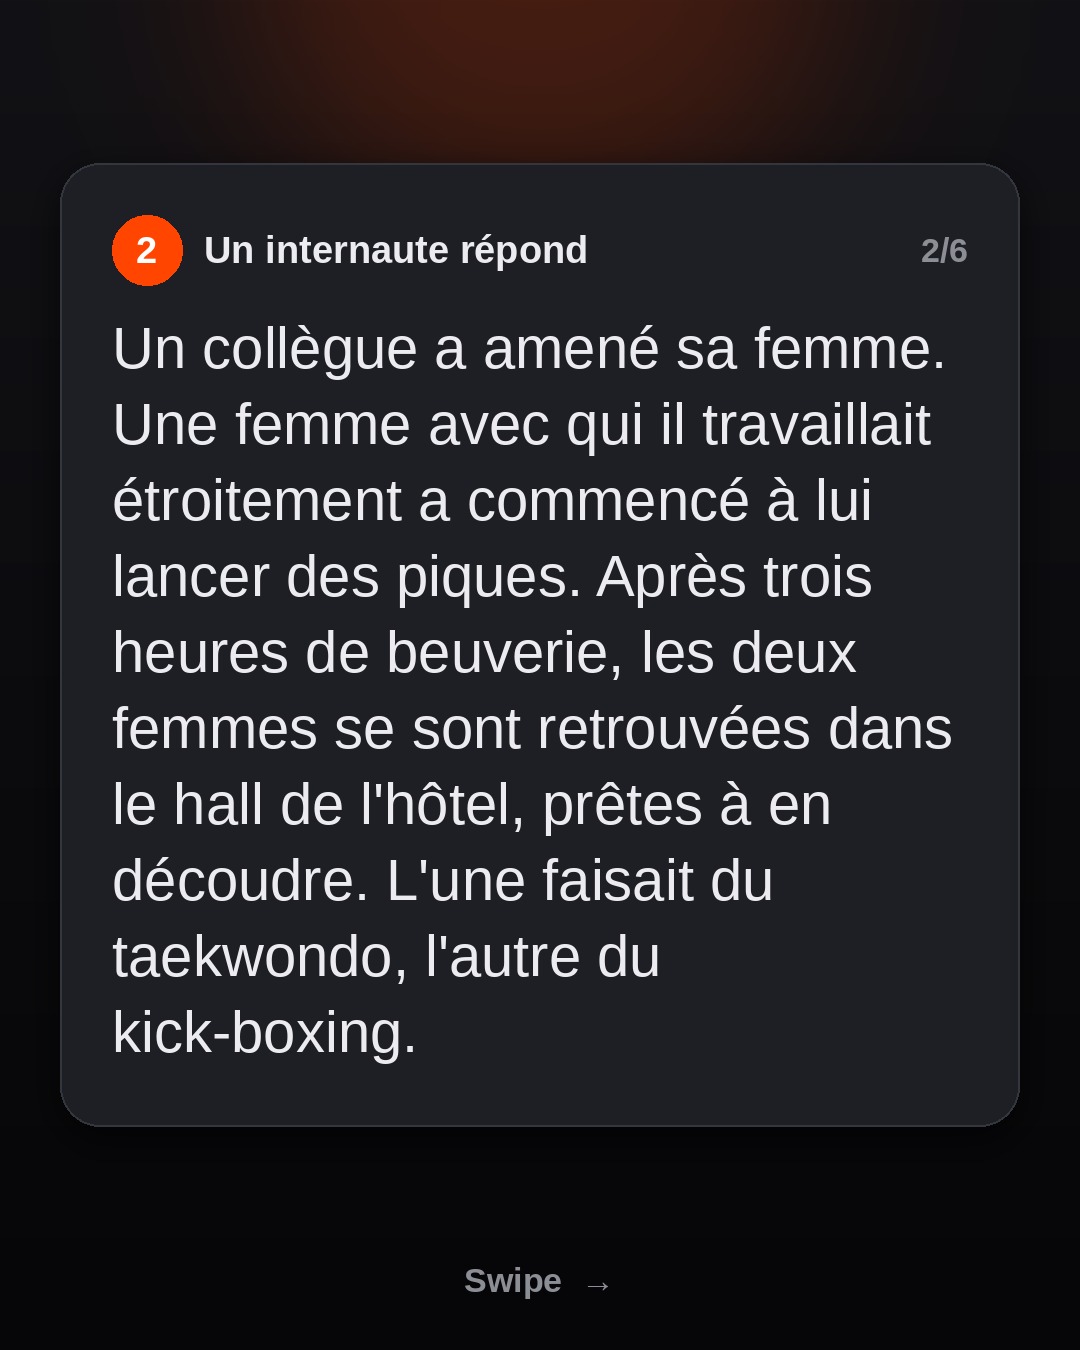 2 Un internaute répond 2/6
Un collègue a amené sa femme.
Une femme avec qui il travaillait
étroitement a commencé à lui
lancer des piques. Après trois
heures de beuverie, les deux
femmes se sont retrouvées dans
le hall de l'hôtel, prêtes à en
découdre. L'une faisait du
taekwondo, l'autre du
kick-boxing.
Swipe →